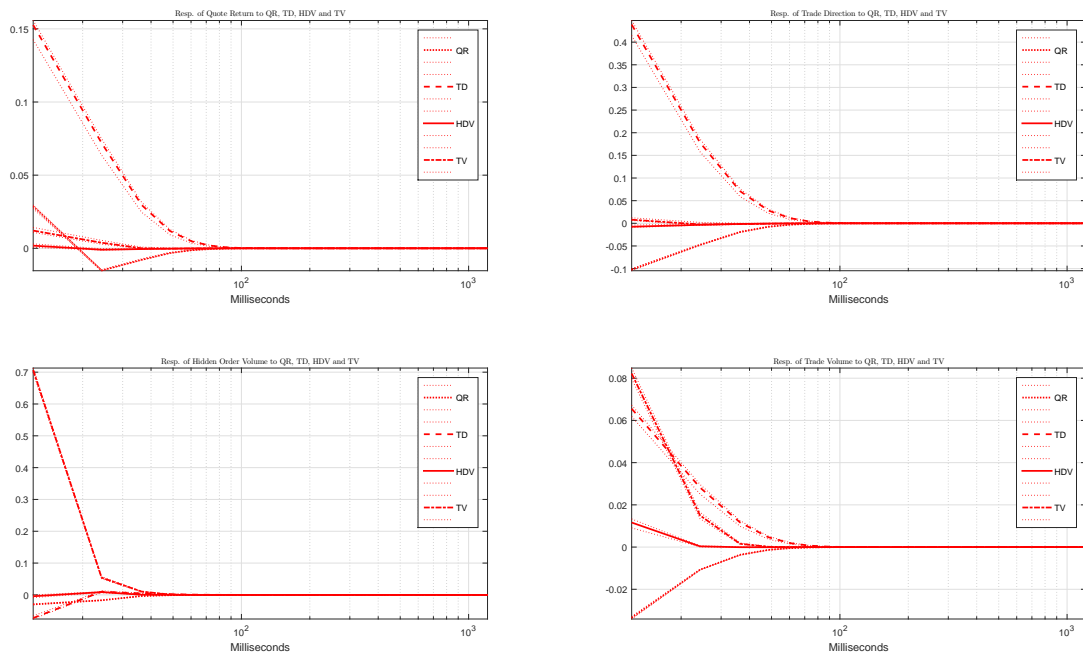 Resp. of Quote Return to QR, TD, HDV and TV
0.15
0.1
0.05
0
QR
TD
HDV
TV
10²
10³
Milliseconds
Resp. of Trade Direction to QR, TD, HDV and TV
0.4
0.35
0.3
0.25
0.2
0.15
0.1
0.05
0
-0.05
-0.1
QR
TD
HDV
TV
10²
10³
Milliseconds
Resp. of Hidden Order Volume to QR, TD, HDV and TV
0.7
0.6
0.5
0.4
0.3
0.2
0.1
0
QR
TD
HDV
TV
10²
10³
Milliseconds
Resp. of Trade Volume to QR, TD, HDV and TV
0.08
0.06
0.04
0.02
0
-0.02
QR
TD
HDV
TV
10²
10³
Milliseconds